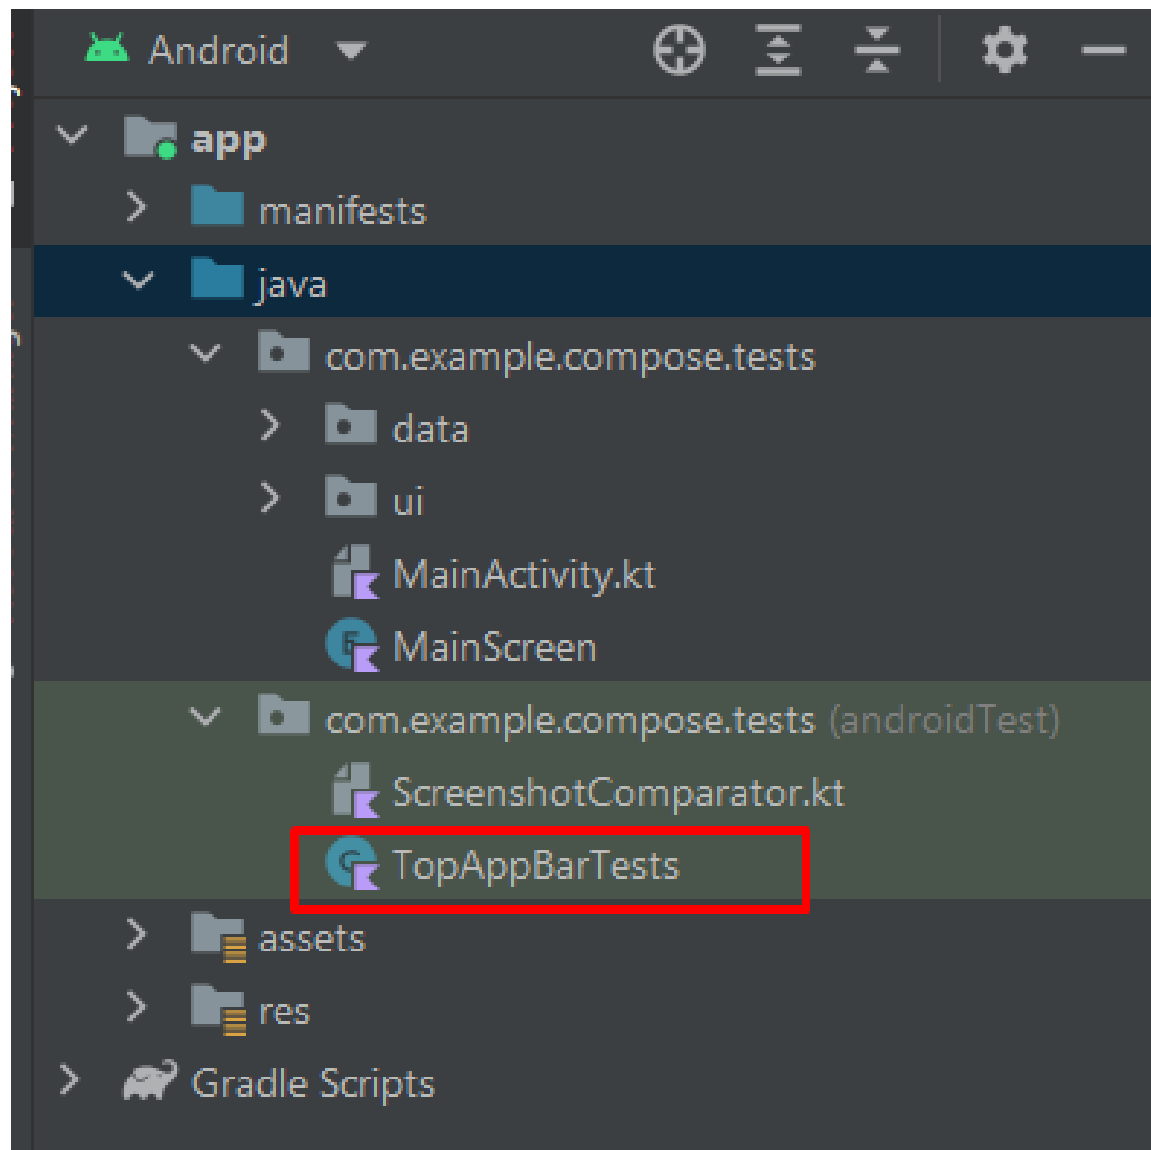 Android
app
manifests
java
com.example.compose.tests
data
ui
MainActivity.kt
MainScreen
com.example.compose.tests (androidTest)
ScreenshotComparator.kt
TopAppBarTests
assets
res
Gradle Scripts